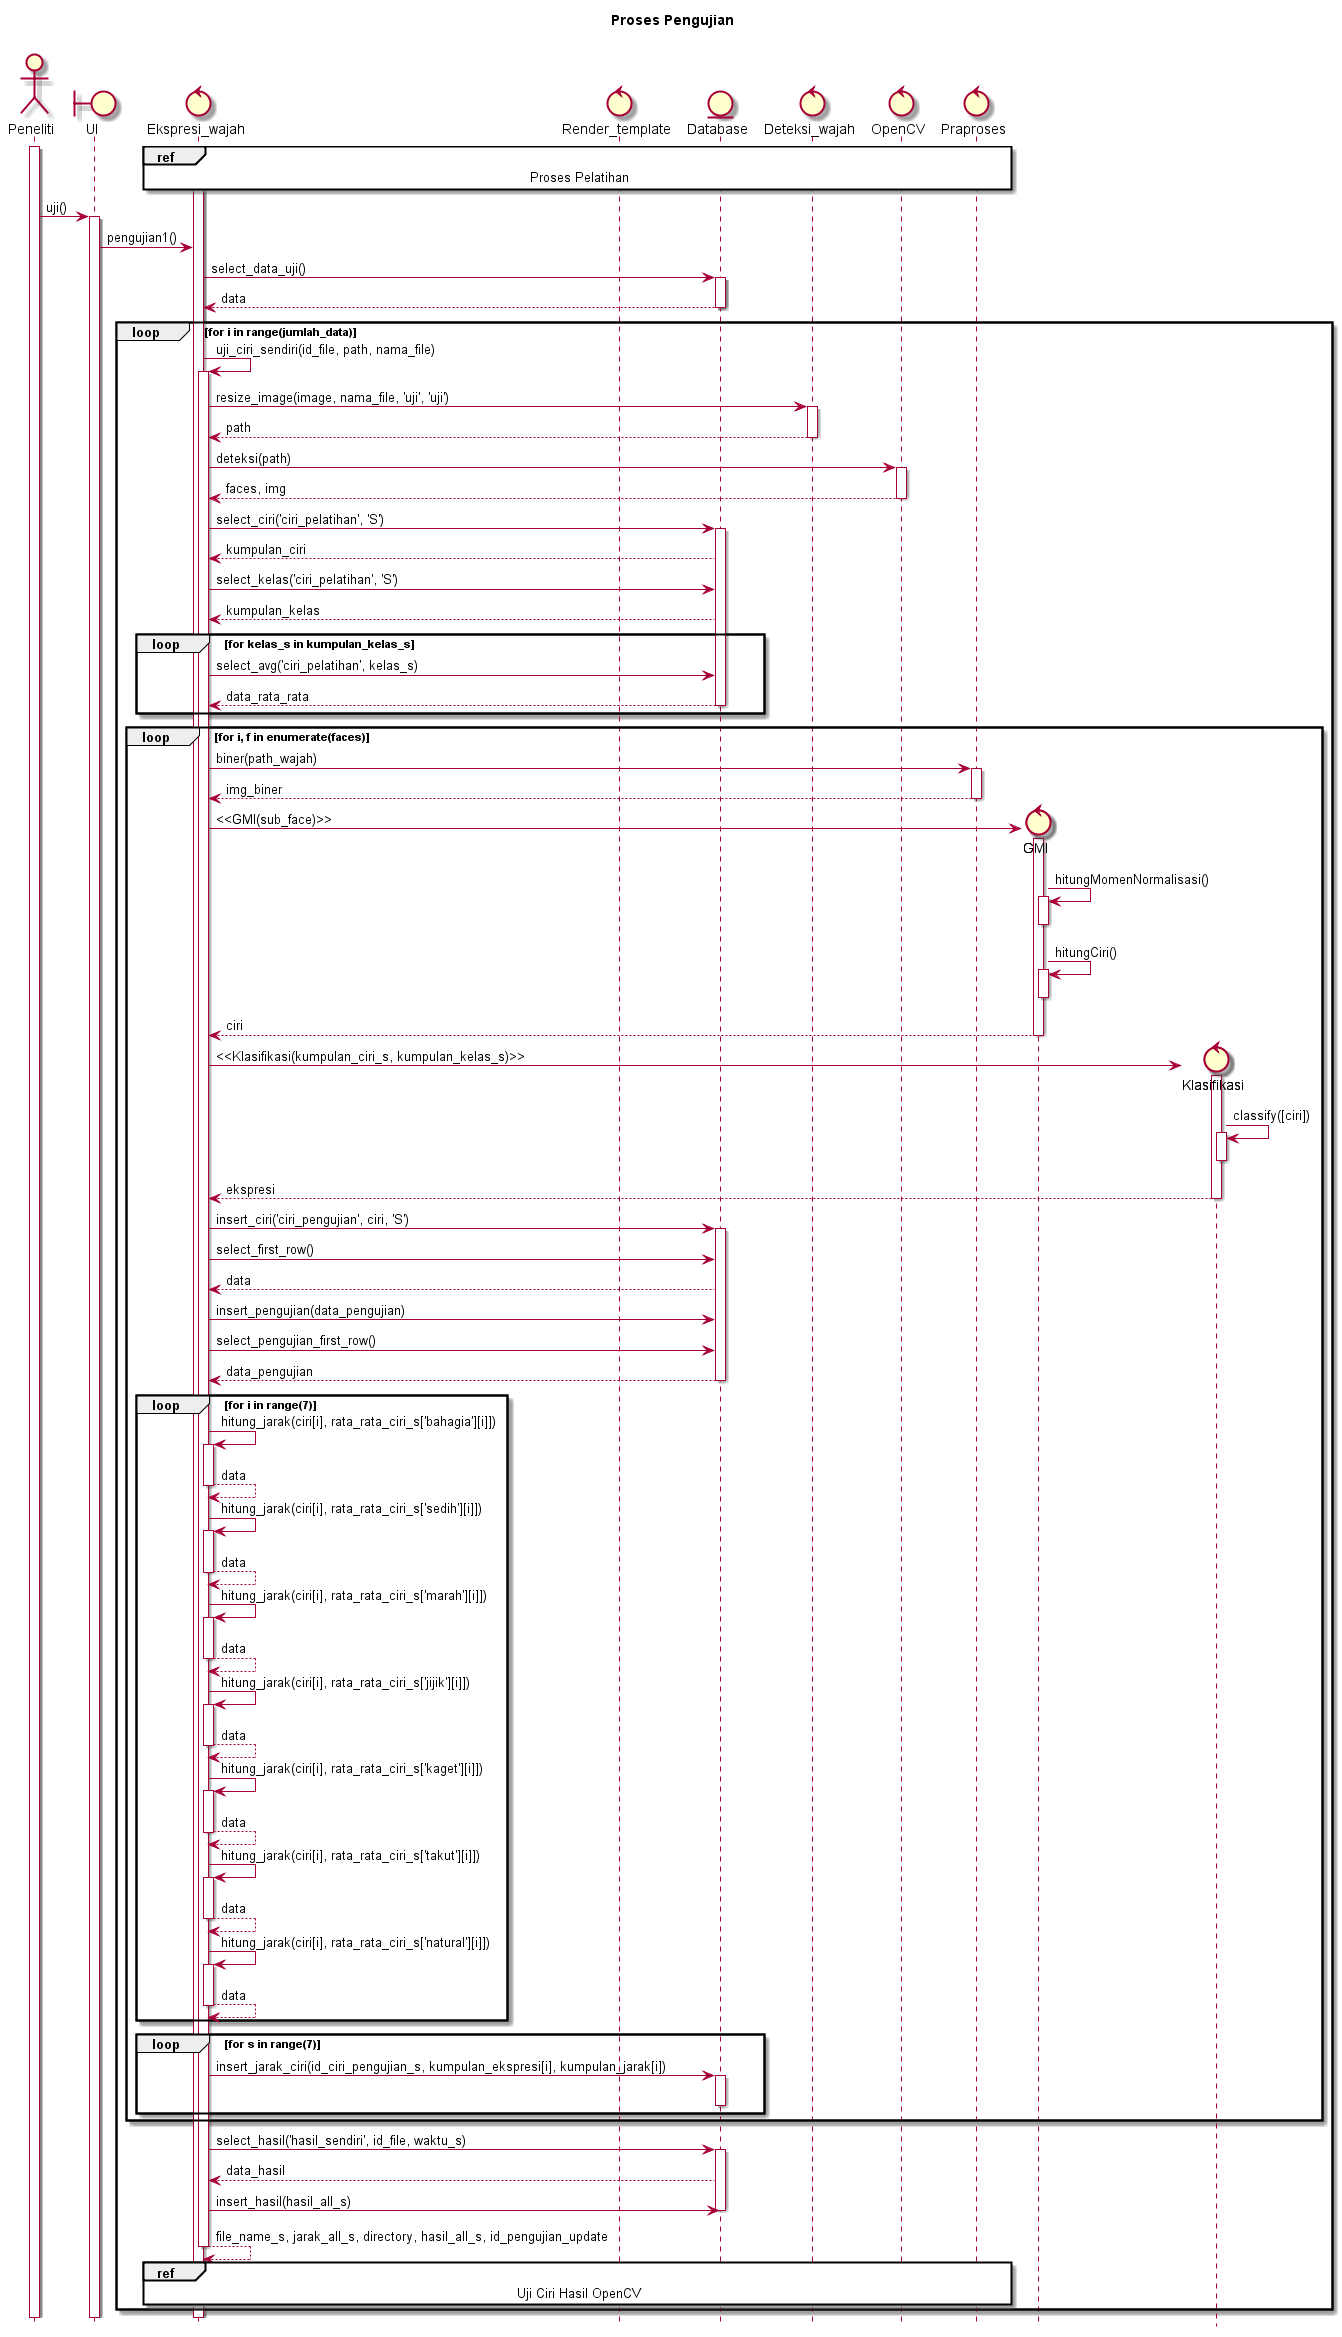 Proses Pengujian
Peneliti
UI
Ekspresi_wajah
Render_template
Database
Deteksi_wajah
OpenCV
Praproses
ref
Proses Pelatihan
uji()
pengujian1()
select_data_uji()
data
loop [for i in range(jumlah_data)]
uji_ciri_sendiri(id_file, path, nama_file)
resize_image(image, nama_file, 'uji', 'uji')
path
deteksi(path)
faces, img
select_ciri('ciri_pelatihan', 'S')
kumpulan_ciri
select_kelas('ciri_pelatihan', 'S')
kumpulan_kelas
loop [for kelas_s in kumpulan_kelas_s]
select_avg('ciri_pelatihan', kelas_s)
data_rata_rata
loop [for i, f in enumerate(faces)]
biner(path_wajah)
img_biner
<<GMI(sub_face)>>
GMI
hitungMomenNormalisasi()
hitungCiri()
ciri
<<Klasifikasi(kumpulan_ciri_s, kumpulan_kelas_s)>>
Klasifikasi
classify([ciri])
ekspresi
insert_ciri('ciri_pengujian', ciri, 'S')
select_first_row()
data
insert_pengujian(data_pengujian)
select_pengujian_first_row()
data_pengujian
loop [for i in range(7)]
hitung_jarak(ciri[i], rata_rata_ciri_s['bahagia'][i]])
data
hitung_jarak(ciri[i], rata_rata_ciri_s['sedih'][i]])
data
hitung_jarak(ciri[i], rata_rata_ciri_s['marah'][i]])
data
hitung_jarak(ciri[i], rata_rata_ciri_s['jijik'][i]])
data
hitung_jarak(ciri[i], rata_rata_ciri_s['kaget'][i]])
data
hitung_jarak(ciri[i], rata_rata_ciri_s['takut'][i]])
data
hitung_jarak(ciri[i], rata_rata_ciri_s['natural'][i]])
data
loop [for s in range(7)]
insert_jarak_ciri(id_ciri_pengujian_s, kumpulan_ekspresi[i], kumpulan_jarak[i])
select_hasil('hasil_sendiri', id_file, waktu_s)
data_hasil
insert_hasil(hasil_all_s)
file_name_s, jarak_all_s, directory, hasil_all_s, id_pengujian_update
ref
Uji Ciri Hasil OpenCV